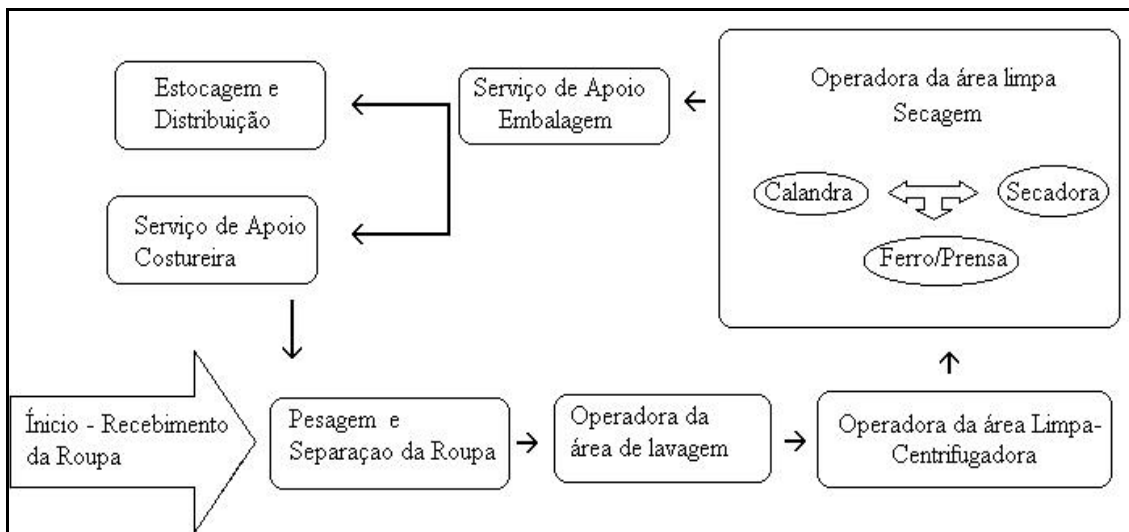 Estocagem e
Distribuição
Serviço de Apoio
Embalagem
Operadora da área limpa
Secagem
Calandra
Secadora
Ferro/Prensa
Serviço de Apoio
Costureira
Ínicio - Recebimento
da Roupa
Pesagem e
Separaçao da Roupa
Operadora da
área de lavagem
Operadora da área Limpa-
Centrifugadora